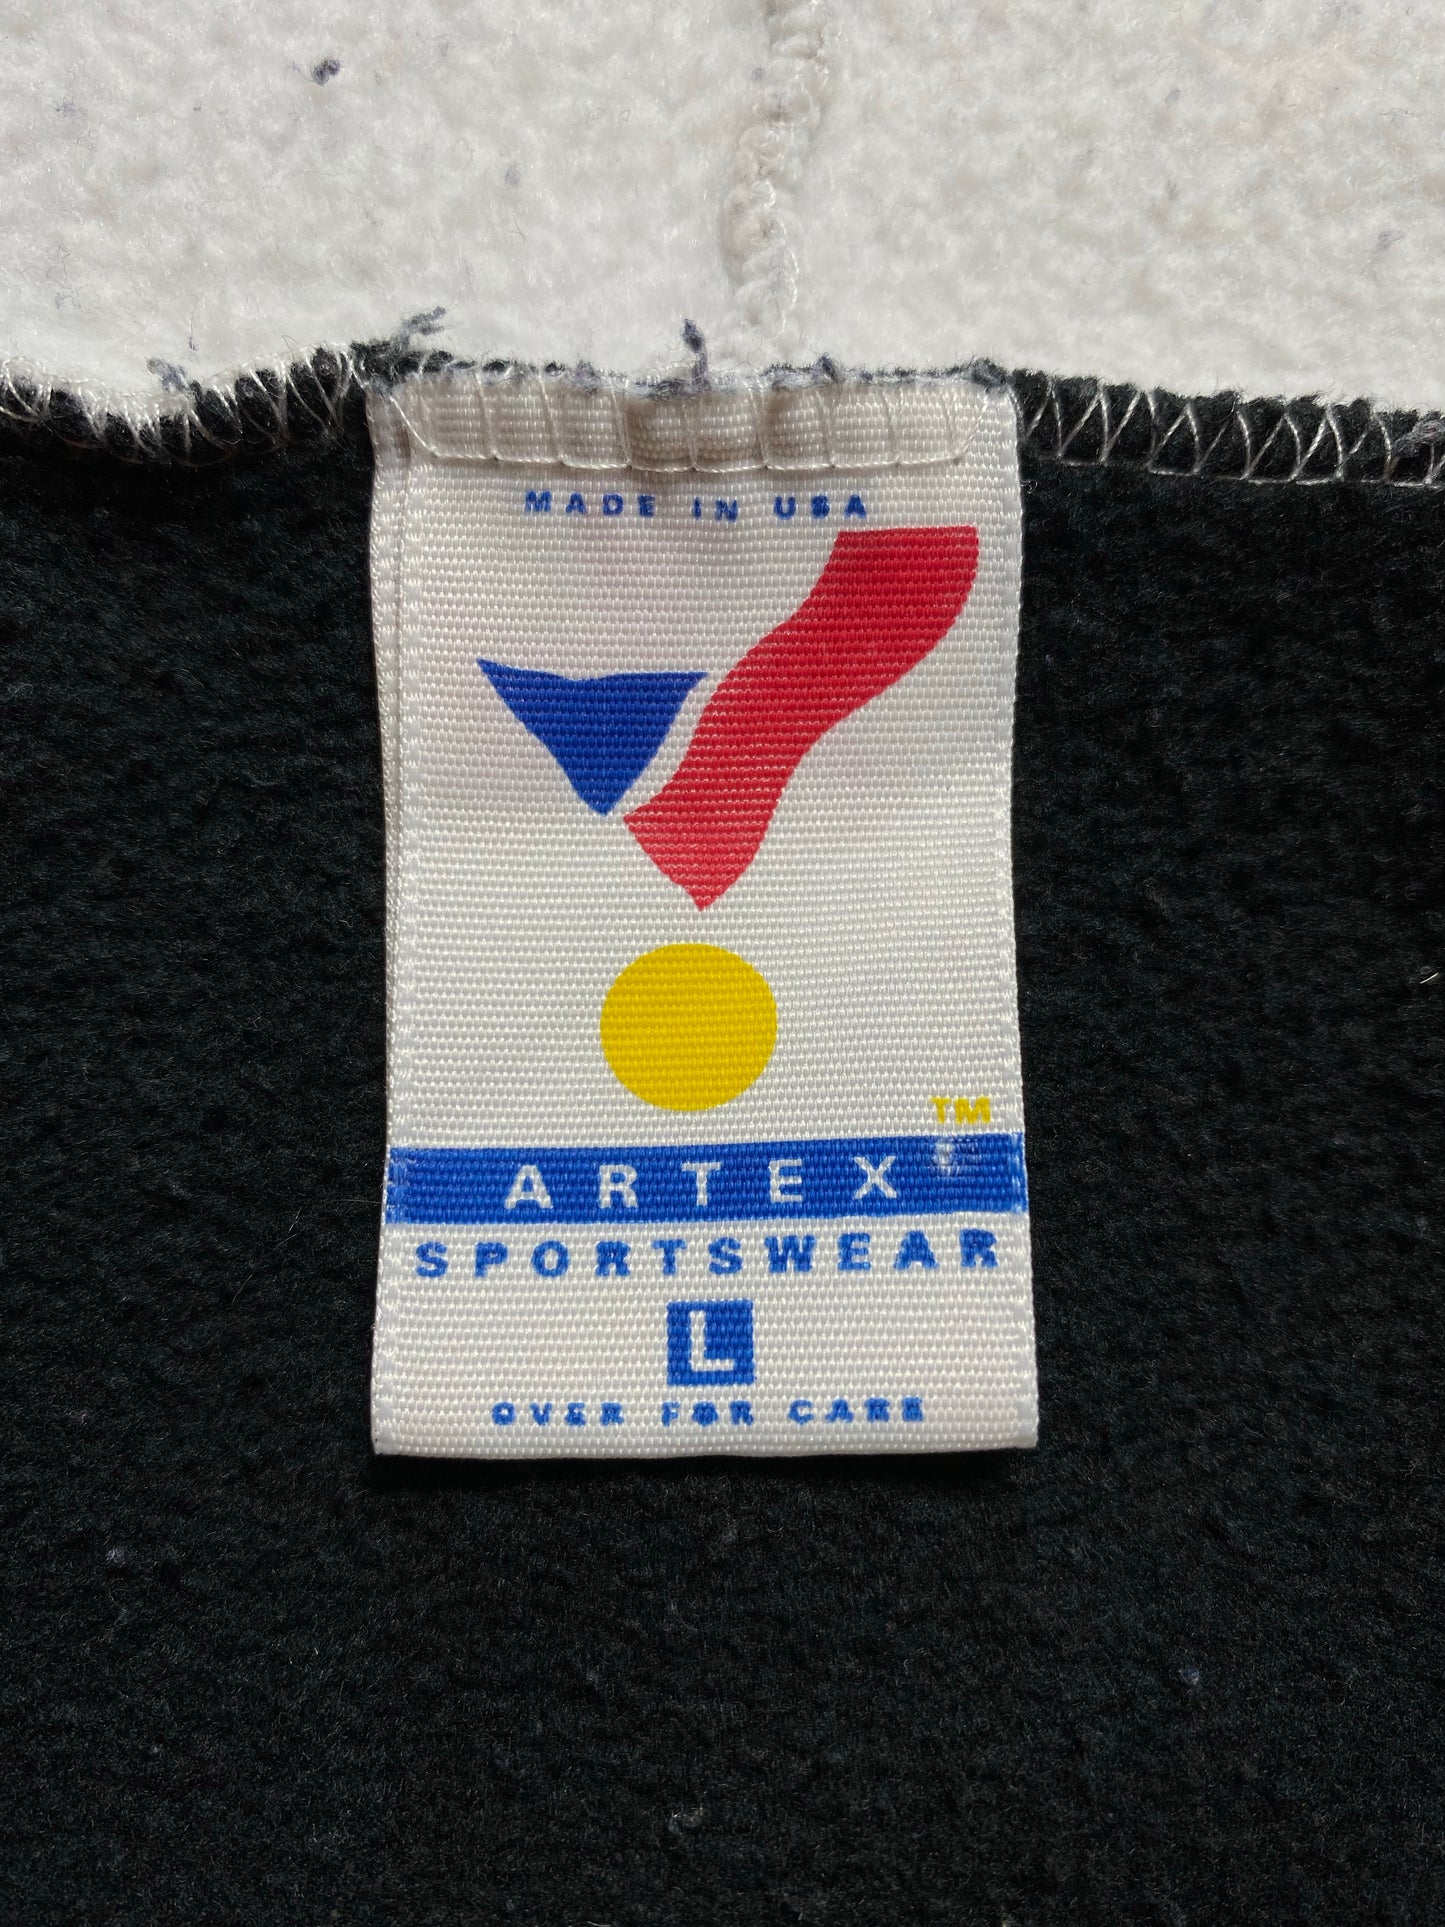 MADE IN USA
TM
ARTEX
SPORTSWEAR
L
OVER FOR CARE